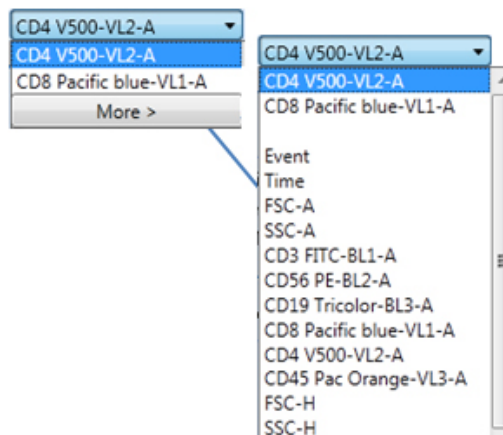 CD4 V500-VL2-A
CD4 V500-VL2-A
CD8 Pacific blue-VL1-A
More >
CD4 V500-VL2-A
CD4 V500-VL2-A
CD8 Pacific blue-VL1-A
Event
Time
FSC-A
SSC-A
CD3 FITC-BL1-A
CD56 PE-BL2-A
CD19 Tricolor-BL3-A
CD8 Pacific blue-VL1-A
CD4 V500-VL2-A
CD45 Pac Orange-VL3-A
FSC-H
SSC-H